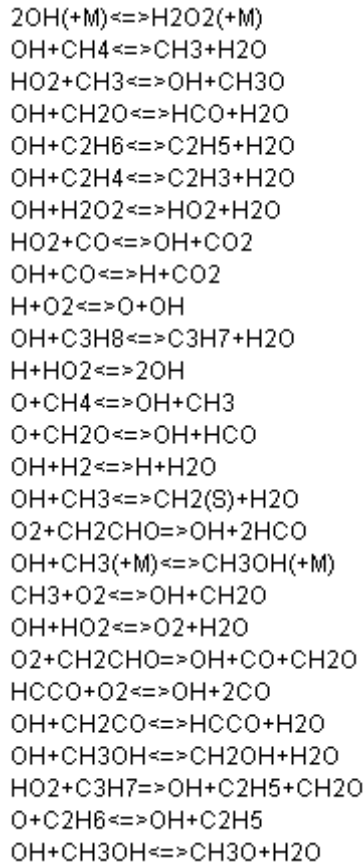 2OH(+M)<=>H2O2(+M)
OH+CH4<=>CH3+H2O
HO2+CH3<=>OH+CH3O
OH+CH2O<=>HCO+H2O
OH+C2H6<=>C2H5+H2O
OH+C2H4<=>C2H3+H2O
OH+H2O2<=>HO2+H2O
HO2+CO<=>OH+CO2
OH+CO<=>H+CO2
H+O2<=>O+OH
OH+C3H8<=>C3H7+H2O
H+HO2<=>2OH
O+CH4<=>OH+CH3
O+CH2O<=>OH+HCO
OH+H2<=>H+H2O
OH+CH3<=>CH2(S)+H2O
O2+CH2CHO=>OH+2HCO
OH+CH3(+M)<=>CH3OH(+M)
CH3+O2<=>OH+CH2O
OH+HO2<=>O2+H2O
O2+CH2CHO=>OH+CO+CH2O
HCCO+O2<=>OH+2CO
OH+CH2CO<=>HCCO+H2O
OH+CH3OH<=>CH2OH+H2O
HO2+C3H7=>OH+C2H5+CH2O
O+C2H6<=>OH+C2H5
OH+CH3OH<=>CH3O+H2O